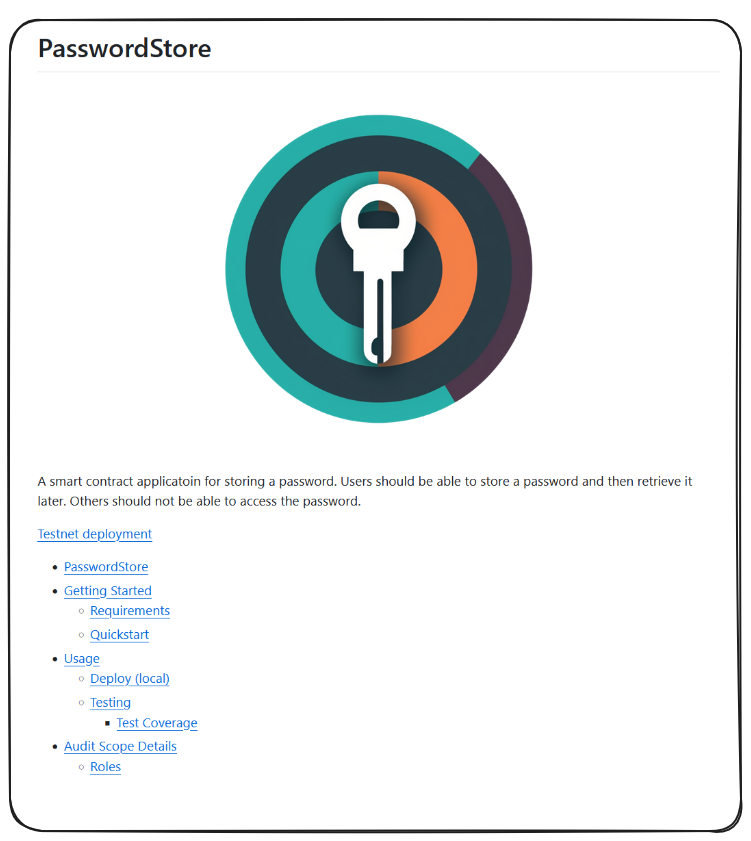 PasswordStore
A smart contract applicatoin for storing a password. Users should be able to store a password and then retrieve it
later. Others should not be able to access the password.
Testnet deployment
PasswordStore
Getting Started
Requirements
Quickstart
Usage
Deploy (local)
Testing
Test Coverage
Audit Scope Details
Roles